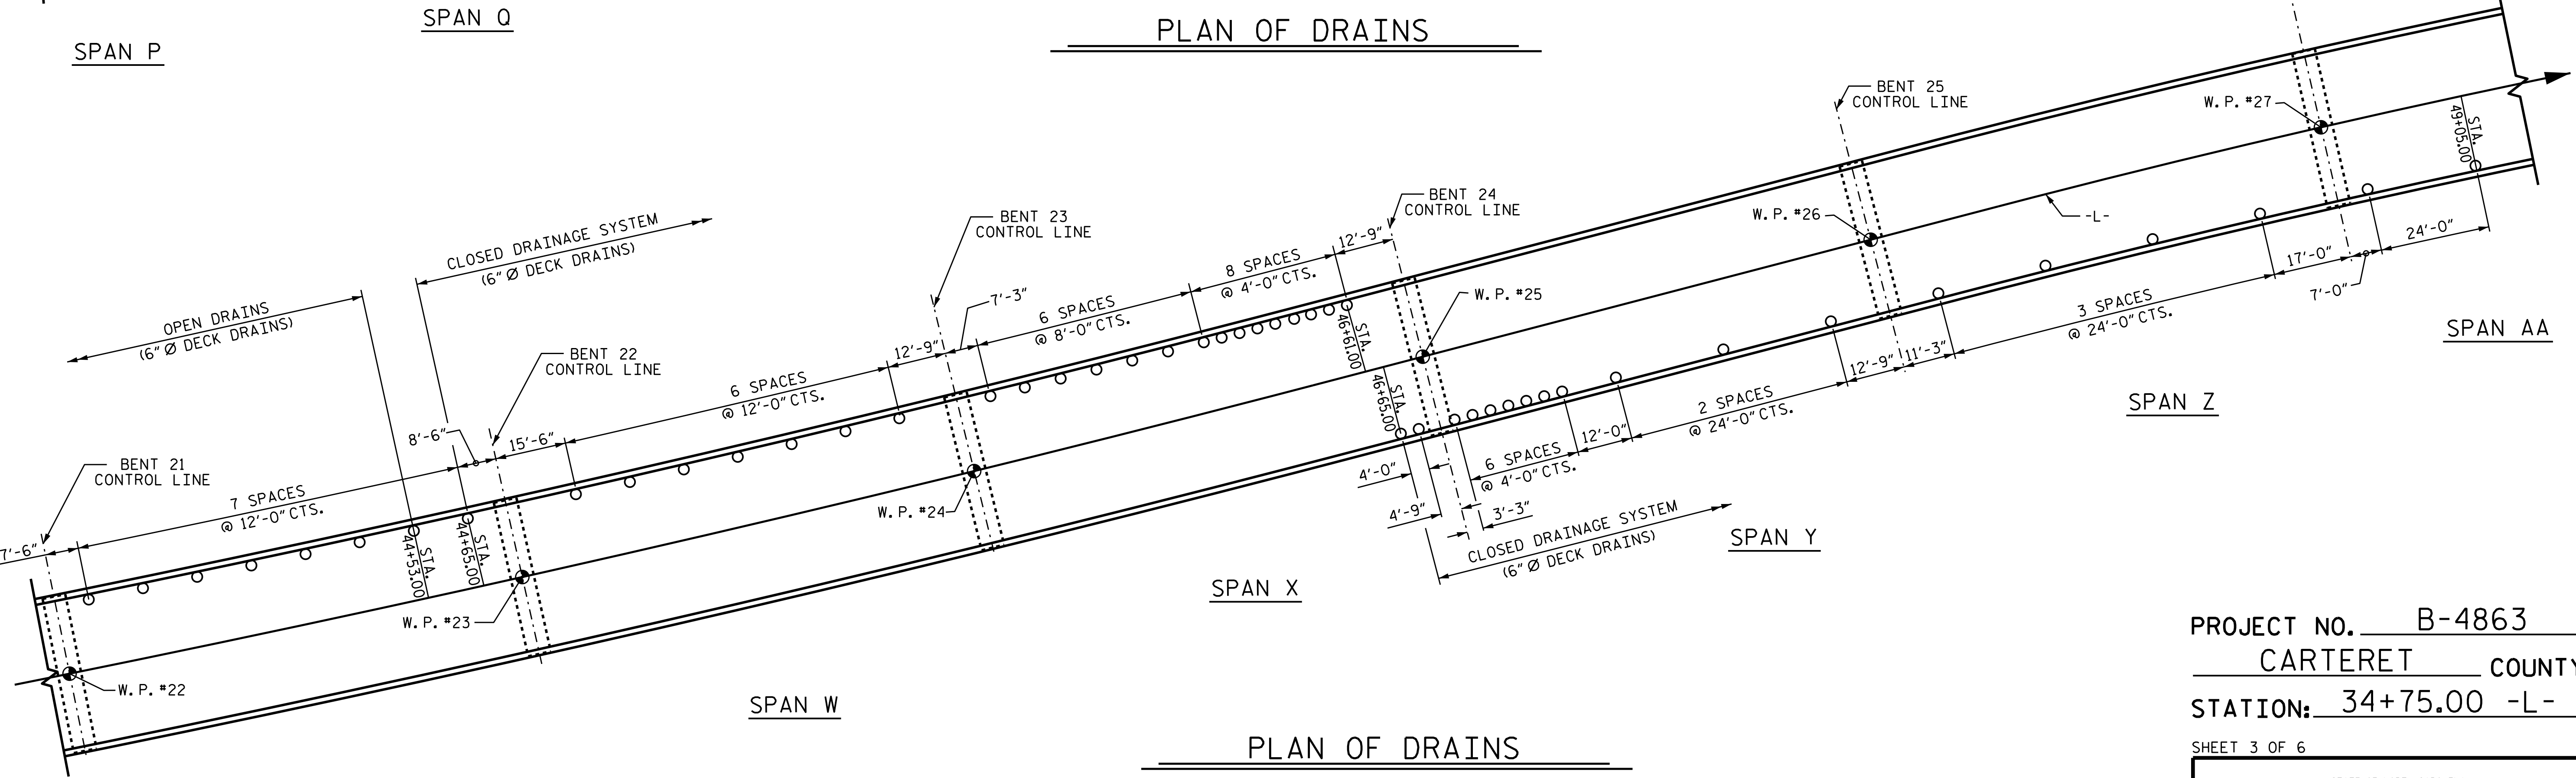 SPAN P
SPAN Q
PLAN OF DRAINS
OPEN DRAINS
(6" Ø DECK DRAINS)
CLOSED DRAINAGE SYSTEM
(6" Ø DECK DRAINS)
BENT 21
CONTROL LINE
7'-6"
7 SPACES
@ 12'-0" CTS.
8'-6"
BENT 22
CONTROL LINE
15'-6"
6 SPACES
@ 12'-0" CTS.
12'-9"
BENT 23
CONTROL LINE
7'-3"
6 SPACES
@ 8'-0" CTS.
8 SPACES
@ 4'-0" CTS.
12'-9"
BENT 24
CONTROL LINE
BENT 25
CONTROL LINE
STA.
44+53.00
STA.
44+65.00
STA.
46+61.00
STA.
46+65.00
STA.
49+05.00
W.P. #22
W.P. #23
W.P. #24
W.P. #25
W.P. #26
W.P. #27
-L-
4'-0"
4'-9"
3'-3"
6 SPACES
@ 4'-0" CTS.
12'-0"
2 SPACES
@ 24'-0" CTS.
12'-9"
11'-3"
3 SPACES
@ 24'-0" CTS.
17'-0"
7'-0"
24'-0"
CLOSED DRAINAGE SYSTEM
(6" Ø DECK DRAINS)
SPAN W
SPAN X
SPAN Y
SPAN Z
SPAN AA
PLAN OF DRAINS
PROJECT NO. B-4863
CARTERET COUNTY
STATION: 34+75.00 -L-
SHEET 3 OF 6